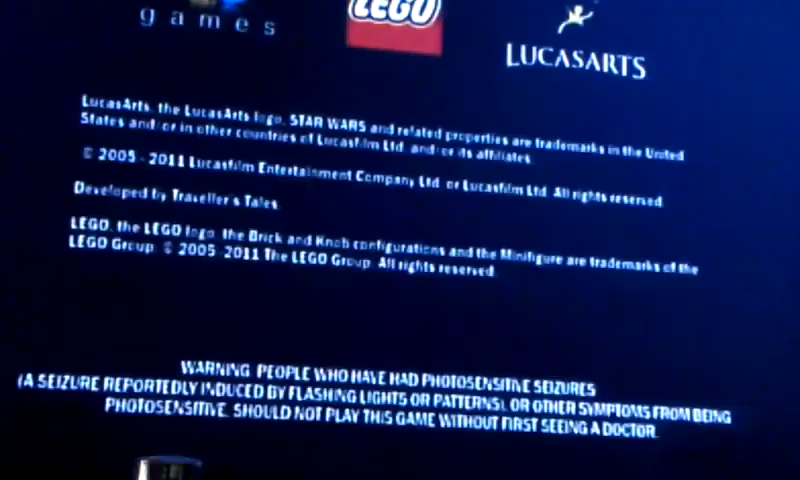 games
LEGO
LUCASARTS
LucasArts, the LucasArts logo, STAR WARS and related properties are trademarks in the United
States and/or in other countries of Lucasfilm Ltd. and/or its affiliates.
© 2005 - 2011 Lucasfilm Entertainment Company Ltd. or Lucasfilm Ltd. All rights reserved.
Developed by Traveller's Tales
LEGO, the LEGO logo, the Brick and Knob configurations and the Minifigure are trademarks of the
LEGO Group. © 2005-2011 The LEGO Group. All rights reserved.
WARNING: PEOPLE WHO HAVE HAD PHOTOSENSITIVE SEIZURES
(A SEIZURE REPORTEDLY INDUCED BY FLASHING LIGHTS OR PATTERNS), OR OTHER SYMPTOMS FROM BEING
PHOTOSENSITIVE, SHOULD NOT PLAY THIS GAME WITHOUT FIRST SEEING A DOCTOR.